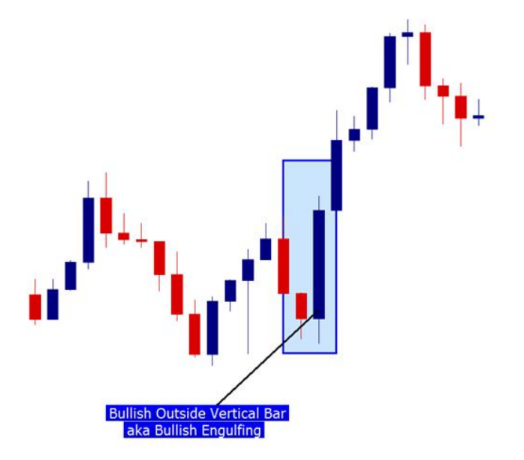 Bullish Outside Vertical Bar
aka Bullish Engulfing